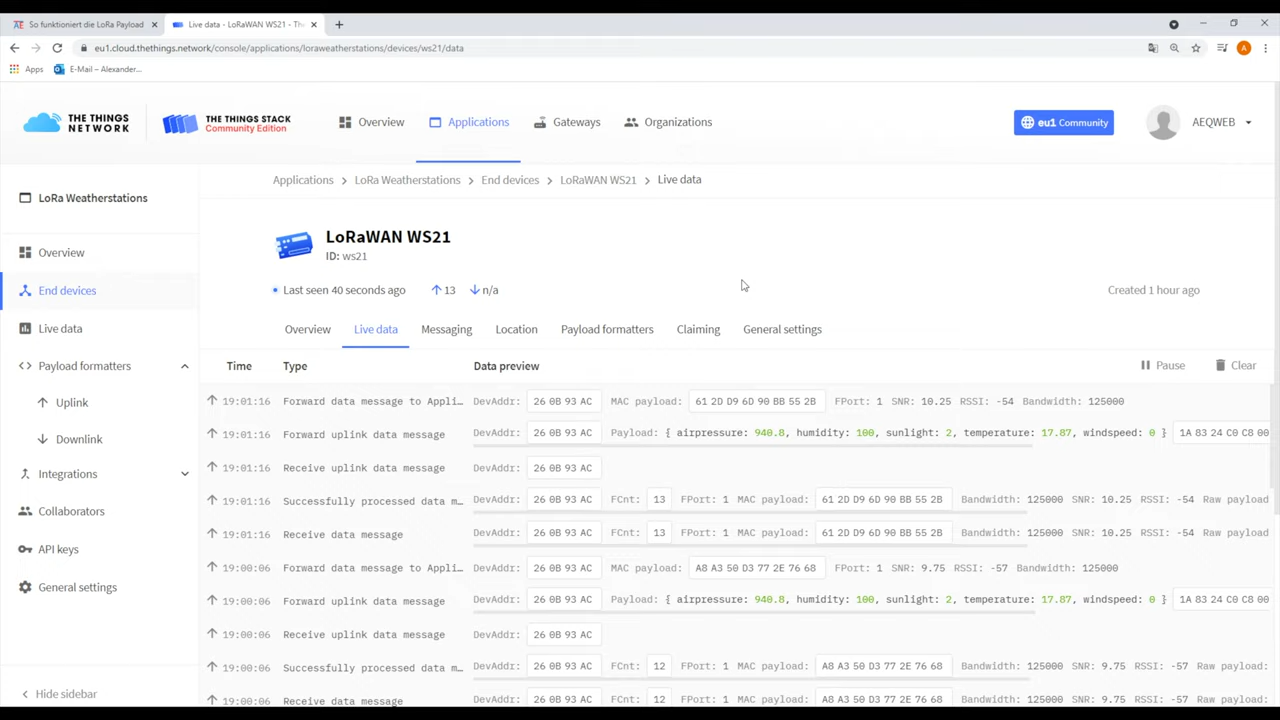 So funktioniert die LoRa Payload
Live data - LoRaWAN WS21 - The
eu1.cloud.thethings.network/console/applications/loraweatherstations/devices/ws21/data
A
Apps
E-Mail – Alexander...
THE THINGS NETWORK
THE THINGS STACK
Community Edition
Overview
Applications
Gateways
Organizations
eu1 Community
AEQWEB
LoRa Weatherstations
Overview
End devices
Live data
Payload formatters
Uplink
Downlink
Integrations
Collaborators
API keys
General settings
Hide sidebar
Applications > LoRa Weatherstations > End devices > LoRaWAN WS21 > Live data
LoRaWAN WS21
ID: ws21
Last seen 40 seconds ago ↑ 13 ↓ n/a Created 1 hour ago
Overview Live data Messaging Location Payload formatters Claiming General settings
Time Type Data preview Pause Clear
↑ 19:01:16 Forward data message to Appli... DevAddr: 26 0B 93 AC MAC payload: 61 2D D9 6D 90 BB 55 2B FPort: 1 SNR: 10.25 RSSI: -54 Bandwidth: 125000
↑ 19:01:16 Forward uplink data message DevAddr: 26 0B 93 AC Payload: { airpressure: 940.8, humidity: 100, sunlight: 2, temperature: 17.87, windspeed: 0 } 1A 83 24 C0 C8 00
↑ 19:01:16 Receive uplink data message DevAddr: 26 0B 93 AC
↑ 19:01:16 Successfully processed data m... DevAddr: 26 0B 93 AC FCnt: 13 FPort: 1 MAC payload: 61 2D D9 6D 90 BB 55 2B Bandwidth: 125000 SNR: 10.25 RSSI: -54 Raw payload
↑ 19:01:16 Receive data message DevAddr: 26 0B 93 AC FCnt: 13 FPort: 1 MAC payload: 61 2D D9 6D 90 BB 55 2B Bandwidth: 125000 SNR: 10.25 RSSI: -54 Raw payload
↑ 19:00:06 Forward data message to Appli... DevAddr: 26 0B 93 AC MAC payload: A8 A3 50 D3 77 2E 76 68 FPort: 1 SNR: 9.75 RSSI: -57 Bandwidth: 125000
↑ 19:00:06 Forward uplink data message DevAddr: 26 0B 93 AC Payload: { airpressure: 940.8, humidity: 100, sunlight: 2, temperature: 17.87, windspeed: 0 } 1A 83 24 C0 C8 00
↑ 19:00:06 Receive uplink data message DevAddr: 26 0B 93 AC
↑ 19:00:06 Successfully processed data m... DevAddr: 26 0B 93 AC FCnt: 12 FPort: 1 MAC payload: A8 A3 50 D3 77 2E 76 68 Bandwidth: 125000 SNR: 9.75 RSSI: -57 Raw payload:
↑ 19:00:06 Receive data message DevAddr: 26 0B 93 AC FCnt: 12 FPort: 1 MAC payload: A8 A3 50 D3 77 2E 76 68 Bandwidth: 125000 SNR: 9.75 RSSI: -57 Raw payload: